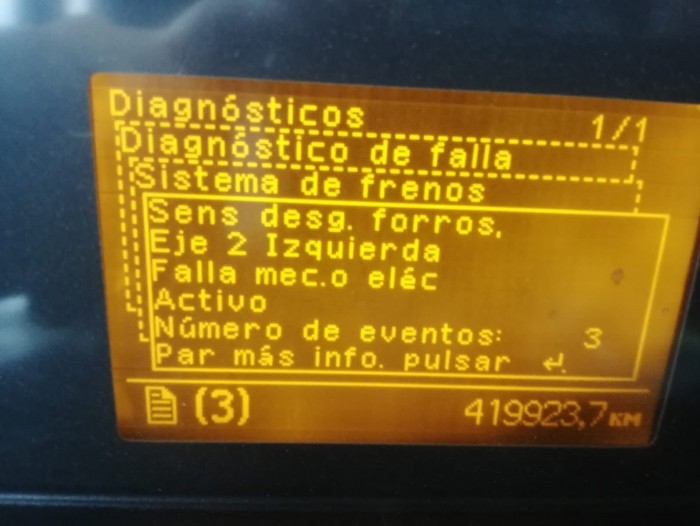 Diagnósticos 1/1
Diagnóstico de falla
Sistema de frenos
Sens desg. forros.
Eje 2 Izquierda
Falla mec.o eléc
Activo
Número de eventos: 3
Par más info. pulsar ↵
(3) 419923,7 KM